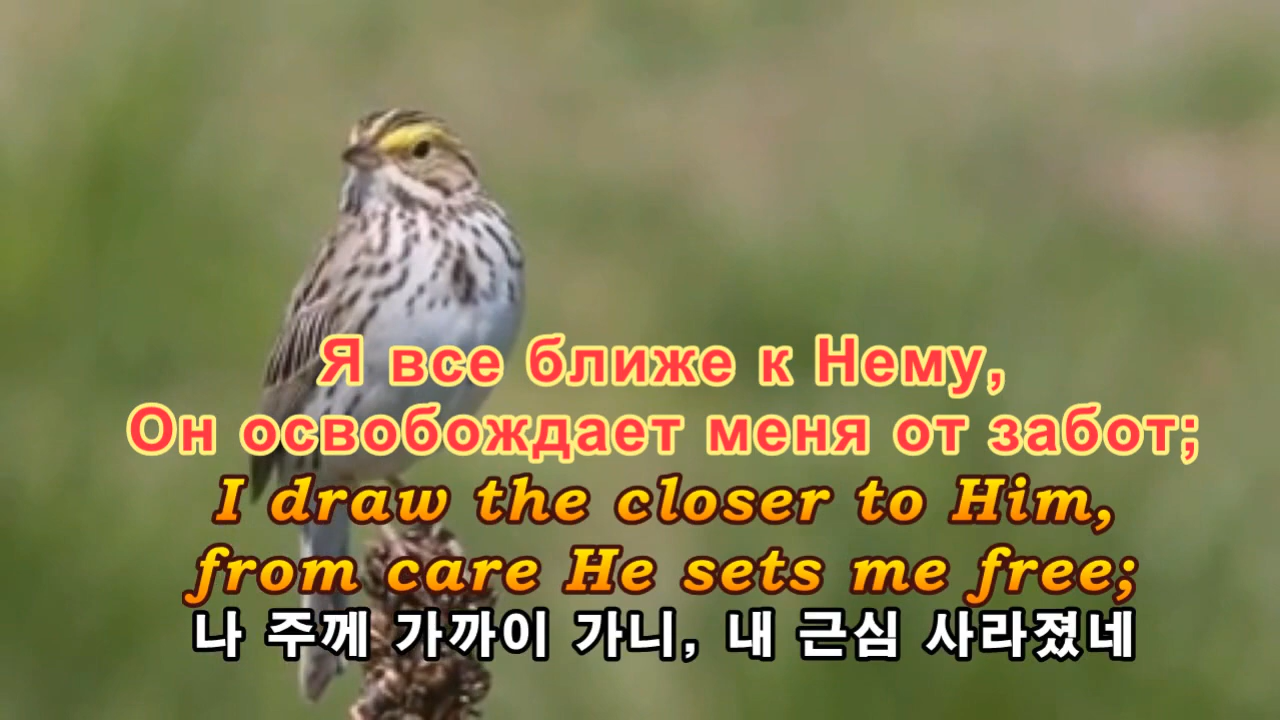 Я все ближе к Нему,
Он освобождает меня от забот;
I draw the closer to Him,
from care He sets me free;
나 주께 가까이 가니, 내 근심 사라졌네